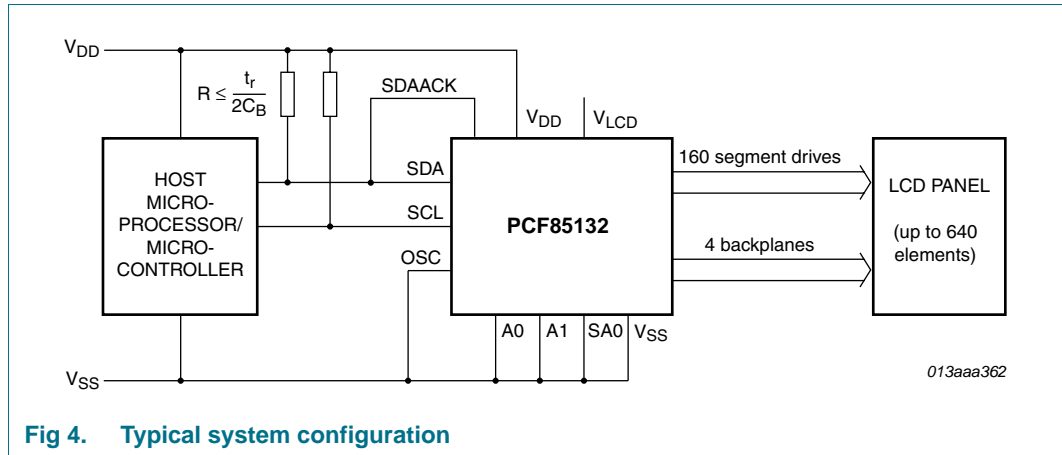 VDD
R ≤ tr
2CB
SDAACK
VDD
VLCD
HOST
MICRO-
PROCESSOR/
MICRO-
CONTROLLER
SDA
SCL
OSC
PCF85132
160 segment drives
4 backplanes
LCD PANEL
(up to 640
elements)
A0
A1
SA0
VSS
VSS
013aaa362
Fig 4. Typical system configuration